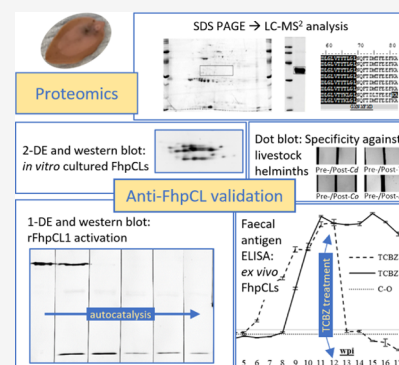 SDS PAGE → LC-MS² analysis
Proteomics
2-DE and western blot:
in vitro cultured FhpCLs
Dot blot: Specificity against
livestock
helminths
Pre-/Post-Cd
Pre-/Post-
Pre-/Post-Co
Pre-/Post-
Anti-FhpCL validation
1-DE and western blot:
rFhpCL1 activation
autocatalysis
Faecal
antigen
ELISA:
ex vivo
FhpCLs
TCBZ treatment
TCBZ
TCBZ
C-O
wpi
5 6 7 8 9 10 11 12 13 14 15 16